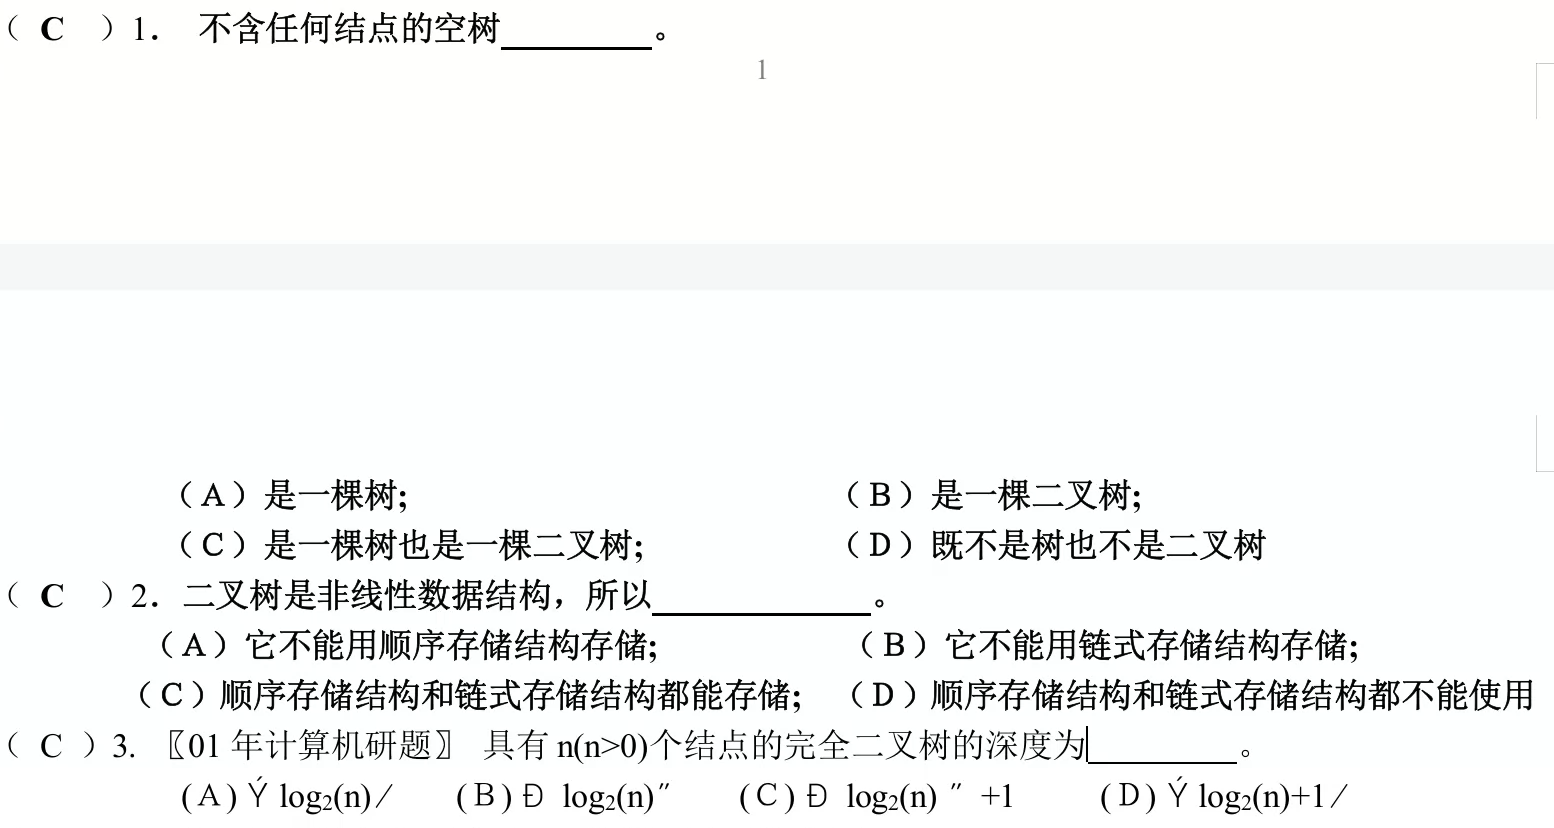 （ C ）1． 不含任何结点的空树________。
1
（A）是一棵树;（B）是一棵二叉树;
（C）是一棵树也是一棵二叉树;（D）既不是树也不是二叉树
（ C ）2．二叉树是非线性数据结构，所以____________。
（A）它不能用顺序存储结构存储;（B）它不能用链式存储结构存储;
（C）顺序存储结构和链式存储结构都能存储;（D）顺序存储结构和链式存储结构都不能使用
（ C ）3. 〖01 年计算机研题〗 具有 n(n>0)个结点的完全二叉树的深度为________。
(A) Ý log₂(n) ∕ (B) Ð log₂(n) ″ (C) Ð log₂(n) ″ +1 (D) Ý log₂(n)+1 ∕